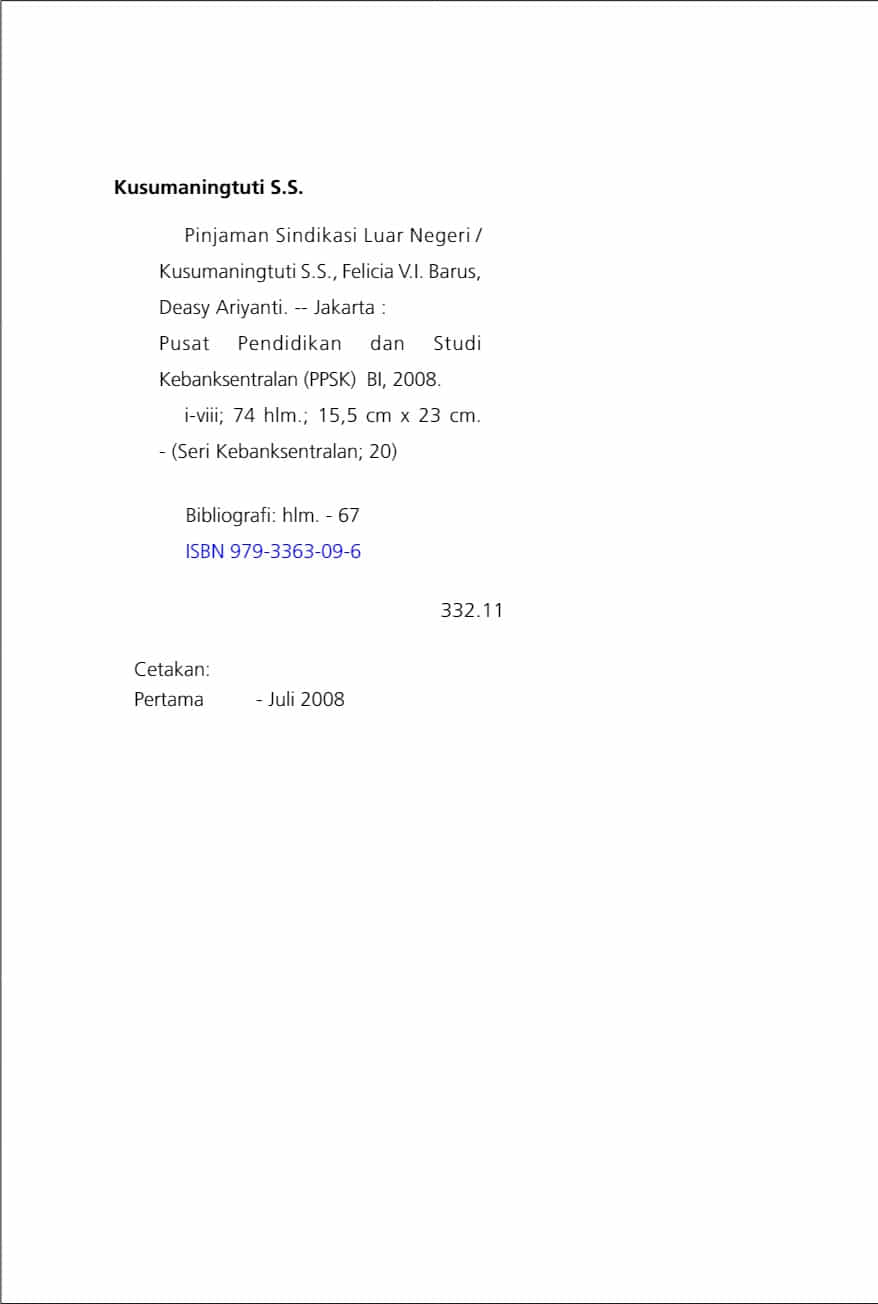 Kusumaningtuti S.S.
Pinjaman Sindikasi Luar Negeri /
Kusumaningtuti S.S., Felicia V.I. Barus,
Deasy Ariyanti. -- Jakarta :
Pusat Pendidikan dan Studi
Kebanksentralan (PPSK) BI, 2008.
i-viii; 74 hlm.; 15,5 cm x 23 cm.
- (Seri Kebanksentralan; 20)
Bibliografi: hlm. - 67
ISBN 979-3363-09-6
332.11
Cetakan:
Pertama - Juli 2008